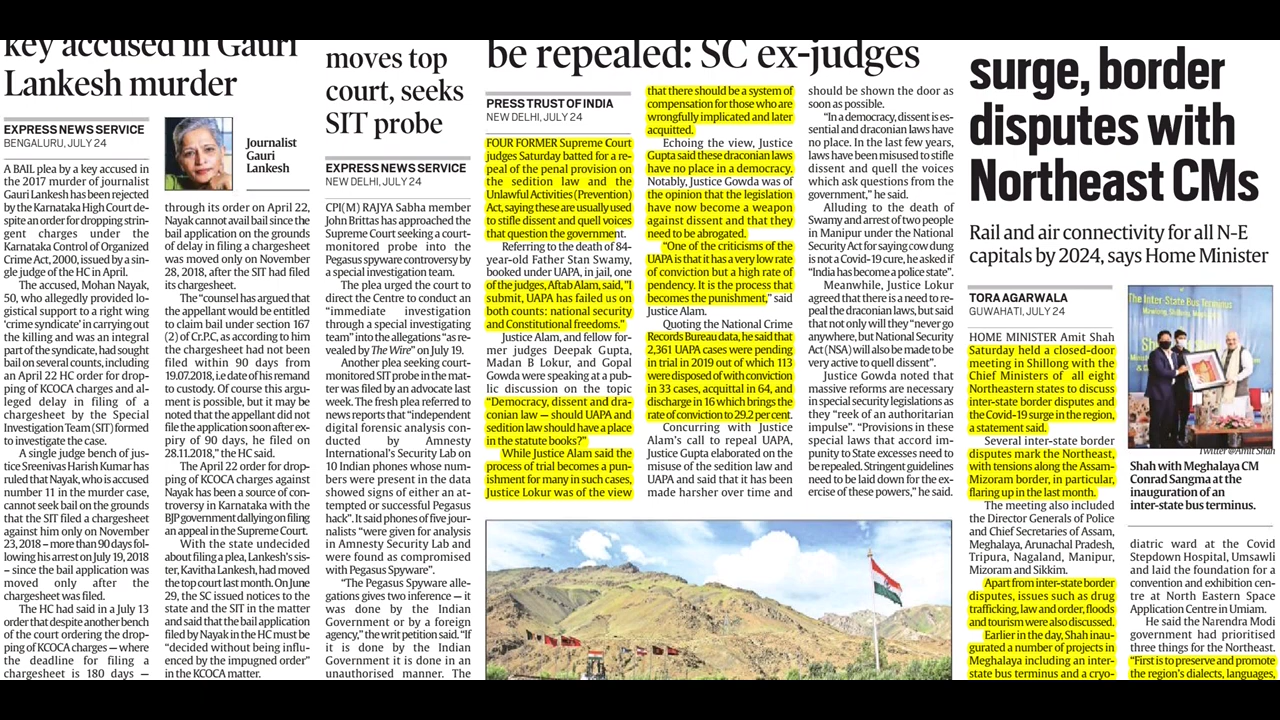 key accused in Gauri
Lankesh murder
EXPRESS NEWS SERVICE
BENGALURU, JULY 24
A BAIL plea by a key accused in
the 2017 murder of journalist
Gauri Lankesh has been rejected
by the Karnataka High Court de-
spite an order for dropping strin-
gent charges under the
Karnataka Control of Organized
Crime Act, 2000, issued by a sin-
gle judge of the HC in April.
The accused, Mohan Nayak,
50, who allegedly provided lo-
gistical support to a right wing
'crime syndicate' in carrying out
the killing and was an integral
part of the syndicate, had sought
bail on several counts, including
an April 22 HC order for drop-
ping of KCOCA charges and al-
leged delay in filing of a
chargesheet by the Special
Investigation Team (SIT) formed
to investigate the case.
A single judge bench of jus-
tice Sreenivas Harish Kumar has
ruled that Nayak, who is accused
number 11 in the murder case,
cannot seek bail on the grounds
that the SIT filed a chargesheet
against him only on November
23, 2018 – more than 90 days fol-
lowing his arrest on July 19, 2018
– since the bail application was
moved only after the
chargesheet was filed.
The HC had said in a July 13
order that despite another bench
of the court ordering the drop-
ping of KCOCA charges — where
the deadline for filing a
chargesheet is 180 days —
Journalist
Gauri
Lankesh
through its order on April 22,
Nayak cannot avail bail since the
bail application on the grounds
of delay in filing a chargesheet
was moved only on November
28, 2018, after the SIT had filed
its chargesheet.
The "counsel has argued that
the appellant would be entitled
to claim bail under section 167
(2) of Cr.P.C, as according to him
the chargesheet had not been
filed within 90 days from
19.07.2018, i.e date of his remand
to custody. Of course this argu-
ment is possible, but it may be
noted that the appellant did not
file the application soon after ex-
piry of 90 days, he filed on
28.11.2018," the HC said.
The April 22 order for drop-
ping of KCOCA charges against
Nayak has been a source of con-
troversy in Karnataka with the
BJP government dallying on filing
an appeal in the Supreme Court.
With the state undecided
about filing a plea, Lankesh's sis-
ter, Kavitha Lankesh, had moved
the top court last month. On June
29, the SC issued notices to the
state and the SIT in the matter
and said that the bail application
filed by Nayak in the HC must be
"decided without being influ-
enced by the impugned order"
in the KCOCA matter.
moves top
court, seeks
SIT probe
EXPRESS NEWS SERVICE
NEW DELHI, JULY 24
CPI(M) RAJYA Sabha member
John Brittas has approached the
Supreme Court seeking a court-
monitored probe into the
Pegasus spyware controversy by
a special investigation team.
The plea urged the court to
direct the Centre to conduct an
"immediate investigation
through a special investigating
team" into the allegations "as re-
vealed by The Wire" on July 19.
Another plea seeking court-
monitored SIT probe in the mat-
ter was filed by an advocate last
week. The fresh plea referred to
news reports that "independent
digital forensic analysis con-
ducted by Amnesty
International's Security Lab on
10 Indian phones whose num-
bers were present in the data
showed signs of either an at-
tempted or successful Pegasus
hack". It said phones of five jour-
nalists "were given for analysis
in Amnesty Security Lab and
were found as compromised
with Pegasus Spyware".
"The Pegasus Spyware alle-
gations gives two inference – it
was done by the Indian
Government or by a foreign
agency," the writ petition said. "If
it is done by the Indian
Government it is done in an
unauthorised manner. The
be repealed: SC ex-judges
PRESS TRUST OF INDIA
NEW DELHI, JULY 24
FOUR FORMER Supreme Court
judges Saturday batted for a re-
peal of the penal provision on
the sedition law and the
Unlawful Activities (Prevention)
Act, saying these are usually used
to stifle dissent and quell voices
that question the government.
Referring to the death of 84-
year-old Father Stan Swamy,
booked under UAPA, in jail, one
of the judges, Aftab Alam, said, "I
submit, UAPA has failed us on
both counts: national security
and Constitutional freedoms."
Justice Alam, and fellow for-
mer judges Deepak Gupta,
Madan B Lokur, and Gopal
Gowda were speaking at a pub-
lic discussion on the topic
"Democracy, dissent and dra-
conian law — should UAPA and
sedition law should have a place
in the statute books?"
While Justice Alam said the
process of trial becomes a pun-
ishment for many in such cases,
Justice Lokur was of the view
that there should be a system of
compensation for those who are
wrongfully implicated and later
acquitted.
Echoing the view, Justice
Gupta said these draconian laws
have no place in a democracy.
Notably, Justice Gowda was of
the opinion that the legislation
have now become a weapon
against dissent and that they
need to be abrogated.
"One of the criticisms of the
UAPA is that it has a very low rate
of conviction but a high rate of
pendency. It is the process that
becomes the punishment," said
Justice Alam.
Quoting the National Crime
Records Bureau data, he said that
2,361 UAPA cases were pending
in trial in 2019 out of which 113
were disposed of with conviction
in 33 cases, acquittal in 64, and
discharge in 16 which brings the
rate of conviction to 29.2 per cent.
Concurring with Justice
Alam's call to repeal UAPA,
Justice Gupta elaborated on the
misuse of the sedition law and
UAPA and said that it has been
made harsher over time and
should be shown the door as
soon as possible.
"In a democracy, dissent is es-
sential and draconian laws have
no place. In the last few years,
laws have been misused to stifle
dissent and quell the voices
which ask questions from the
government," he said.
Alluding to the death of
Swamy and arrest of two people
in Manipur under the National
Security Act for saying cow dung
is not a Covid-19 cure, he asked if
"India has become a police state".
Meanwhile, Justice Lokur
agreed that there is a need to re-
peal the draconian laws, but said
that not only will they "never go
anywhere, but National Security
Act (NSA) will also be made to be
very active to dispel dissent".
Justice Gowda noted that
massive reforms are necessary
in special security legislations as
they "reek of an authoritarian
impulse". "Provisions in these
special laws that accord im-
punity to State excesses need to
be repealed. Stringent guidelines
need to be laid down for the ex-
ercise of these powers," he said.
surge, border
disputes with
Northeast CMs
Rail and air connectivity for all N-E
capitals by 2024, says Home Minister
TORA AGARWALA
GUWAHATI, JULY 24
HOME MINISTER Amit Shah
Saturday held a closed-door
meeting in Shillong with the
Chief Ministers of all eight
Northeastern states to discuss
inter-state border disputes and
the Covid-19 surge in the region,
a statement said.
Several inter-state border
disputes mark the Northeast,
with tensions along the Assam-
Mizoram border, in particular,
flaring up in the last month.
The meeting also included
the Director Generals of Police
and Chief Secretaries of Assam,
Meghalaya, Arunachal Pradesh,
Tripura, Nagaland, Manipur,
Mizoram and Sikkim.
Apart from inter-state border
disputes, issues such as drug
trafficking, law and order, floods
and tourism were also discussed.
Earlier in the day, Shah inau-
gurated a number of projects in
Meghalaya including an inter-
state bus terminus and a cryo-
The Inter-State Bus Terminus
Twitter @Amit Shah
Shah with Meghalaya CM
Conrad Sangma at the
inauguration of an
inter-state bus terminus.
diatric ward at the Covid
Stepdown Hospital, Umsawli
and laid the foundation for a
convention and exhibition cen-
tre at North Eastern Space
Application Centre in Umiam.
He said the Narendra Modi
government had prioritised
three things for the Northeast.
"First is to preserve and promote
the region's dialects, languages,